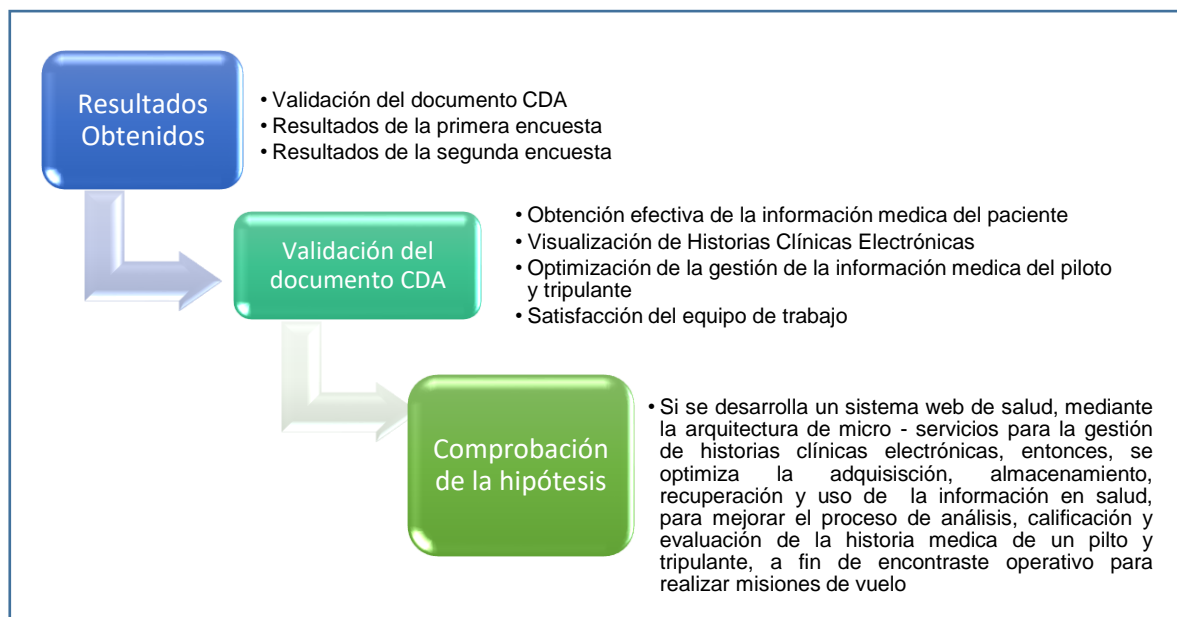 Resultados
Obtenidos
• Validación del documento CDA
• Resultados de la primera encuesta
• Resultados de la segunda encuesta
Validación del
documento CDA
• Obtención efectiva de la información medica del paciente
• Visualización de Historias Clínicas Electrónicas
• Optimización de la gestión de la información medica del piloto
y tripulante
• Satisfacción del equipo de trabajo
Comprobación
de la hipótesis
• Si se desarrolla un sistema web de salud, mediante
la arquitectura de micro - servicios para la gestión
de historias clínicas electrónicas, entonces, se
optimiza la adquisisción, almacenamiento,
recuperación y uso de la información en salud,
para mejorar el proceso de análisis, calificación y
evaluación de la historia medica de un pilto y
tripulante, a fin de encontraste operativo para
realizar misiones de vuelo